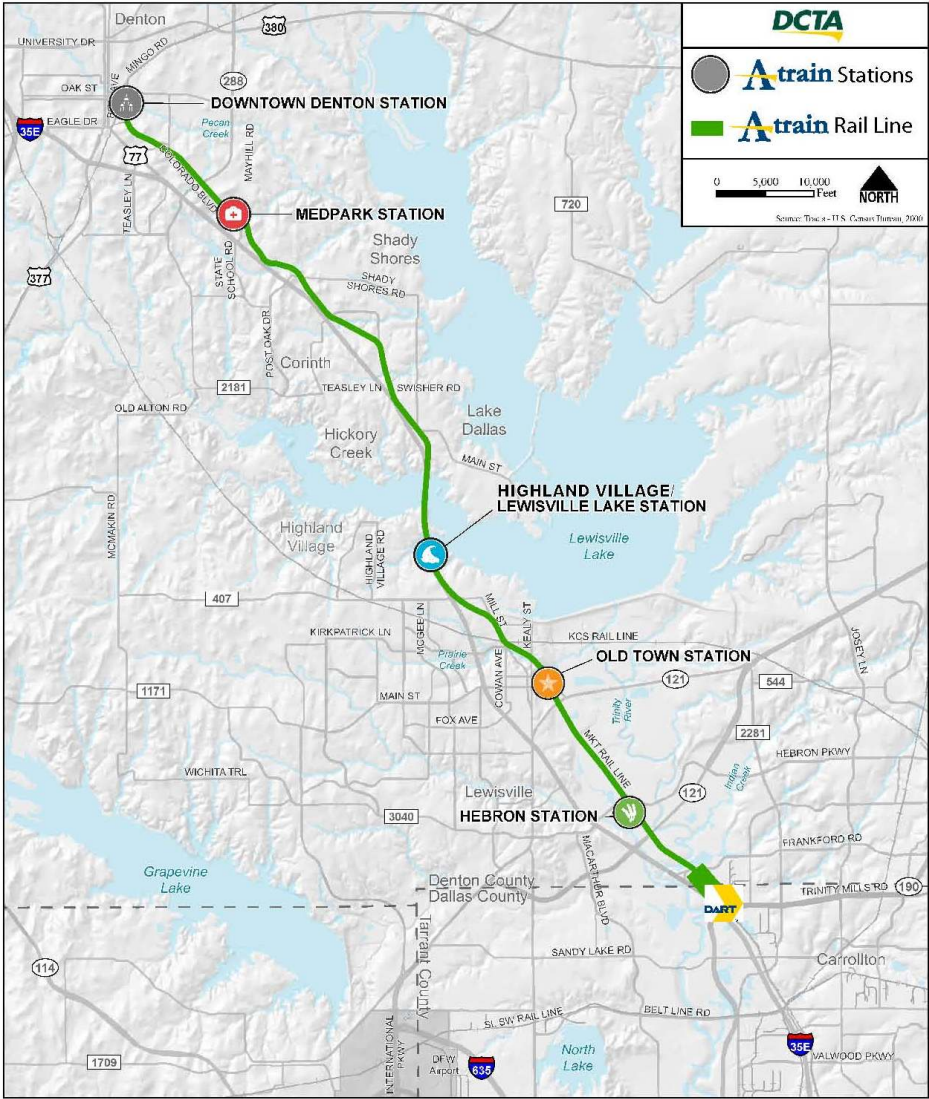 Denton
380
UNIVERSITY DR
MINGO RD
288
OAK ST
DOWNTOWN DENTON STATION
EAGLE DR
35E
Pecan
Creek
77
MAYHILL RD
COLORADO BLVD
TEASLEY LN
MEDPARK STATION
720
Shady
Shores
STATE
SCHOOL RD
377
SHADY
SHORES RD
POST OAK DR
Corinth
2181
TEASLEY LN
SWISHER RD
OLD ALTON RD
Lake
Dallas
Hickory
Creek
MAIN ST
HIGHLAND VILLAGE/
LEWISVILLE LAKE STATION
MCMAKIN RD
Highland
Village
HIGHLAND
VILLAGE RD
Lewisville
Lake
407
MILL ST
KEALY ST
KIRKPATRICK LN
MCGEE LN
KCS RAIL LINE
JOSEY LN
Prairie
Creek
COWAN AVE
OLD TOWN STATION
121
544
1171
MAIN ST
Trinity
River
FOX AVE
2281
MKT RAIL LINE
HEBRON PKWY
WICHITA TRL
Indian
Creek
121
Lewisville
3040
HEBRON STATION
MACARTHUR BLVD
FRANKFORD RD
Grapevine
Lake
Denton County
Dallas County
TRINITY MILLS RD
190
DART
Tarrant County
SANDY LAKE RD
Carrollton
114
BELT LINE RD
SL SW RAIL LINE
INTERNATIONAL
PKWY
35E
North
Lake
VALWOOD PKWY
1709
DFW
Airport
635
DCTA
A train Stations
A train Rail Line
0 5,000 10,000
Feet
NORTH